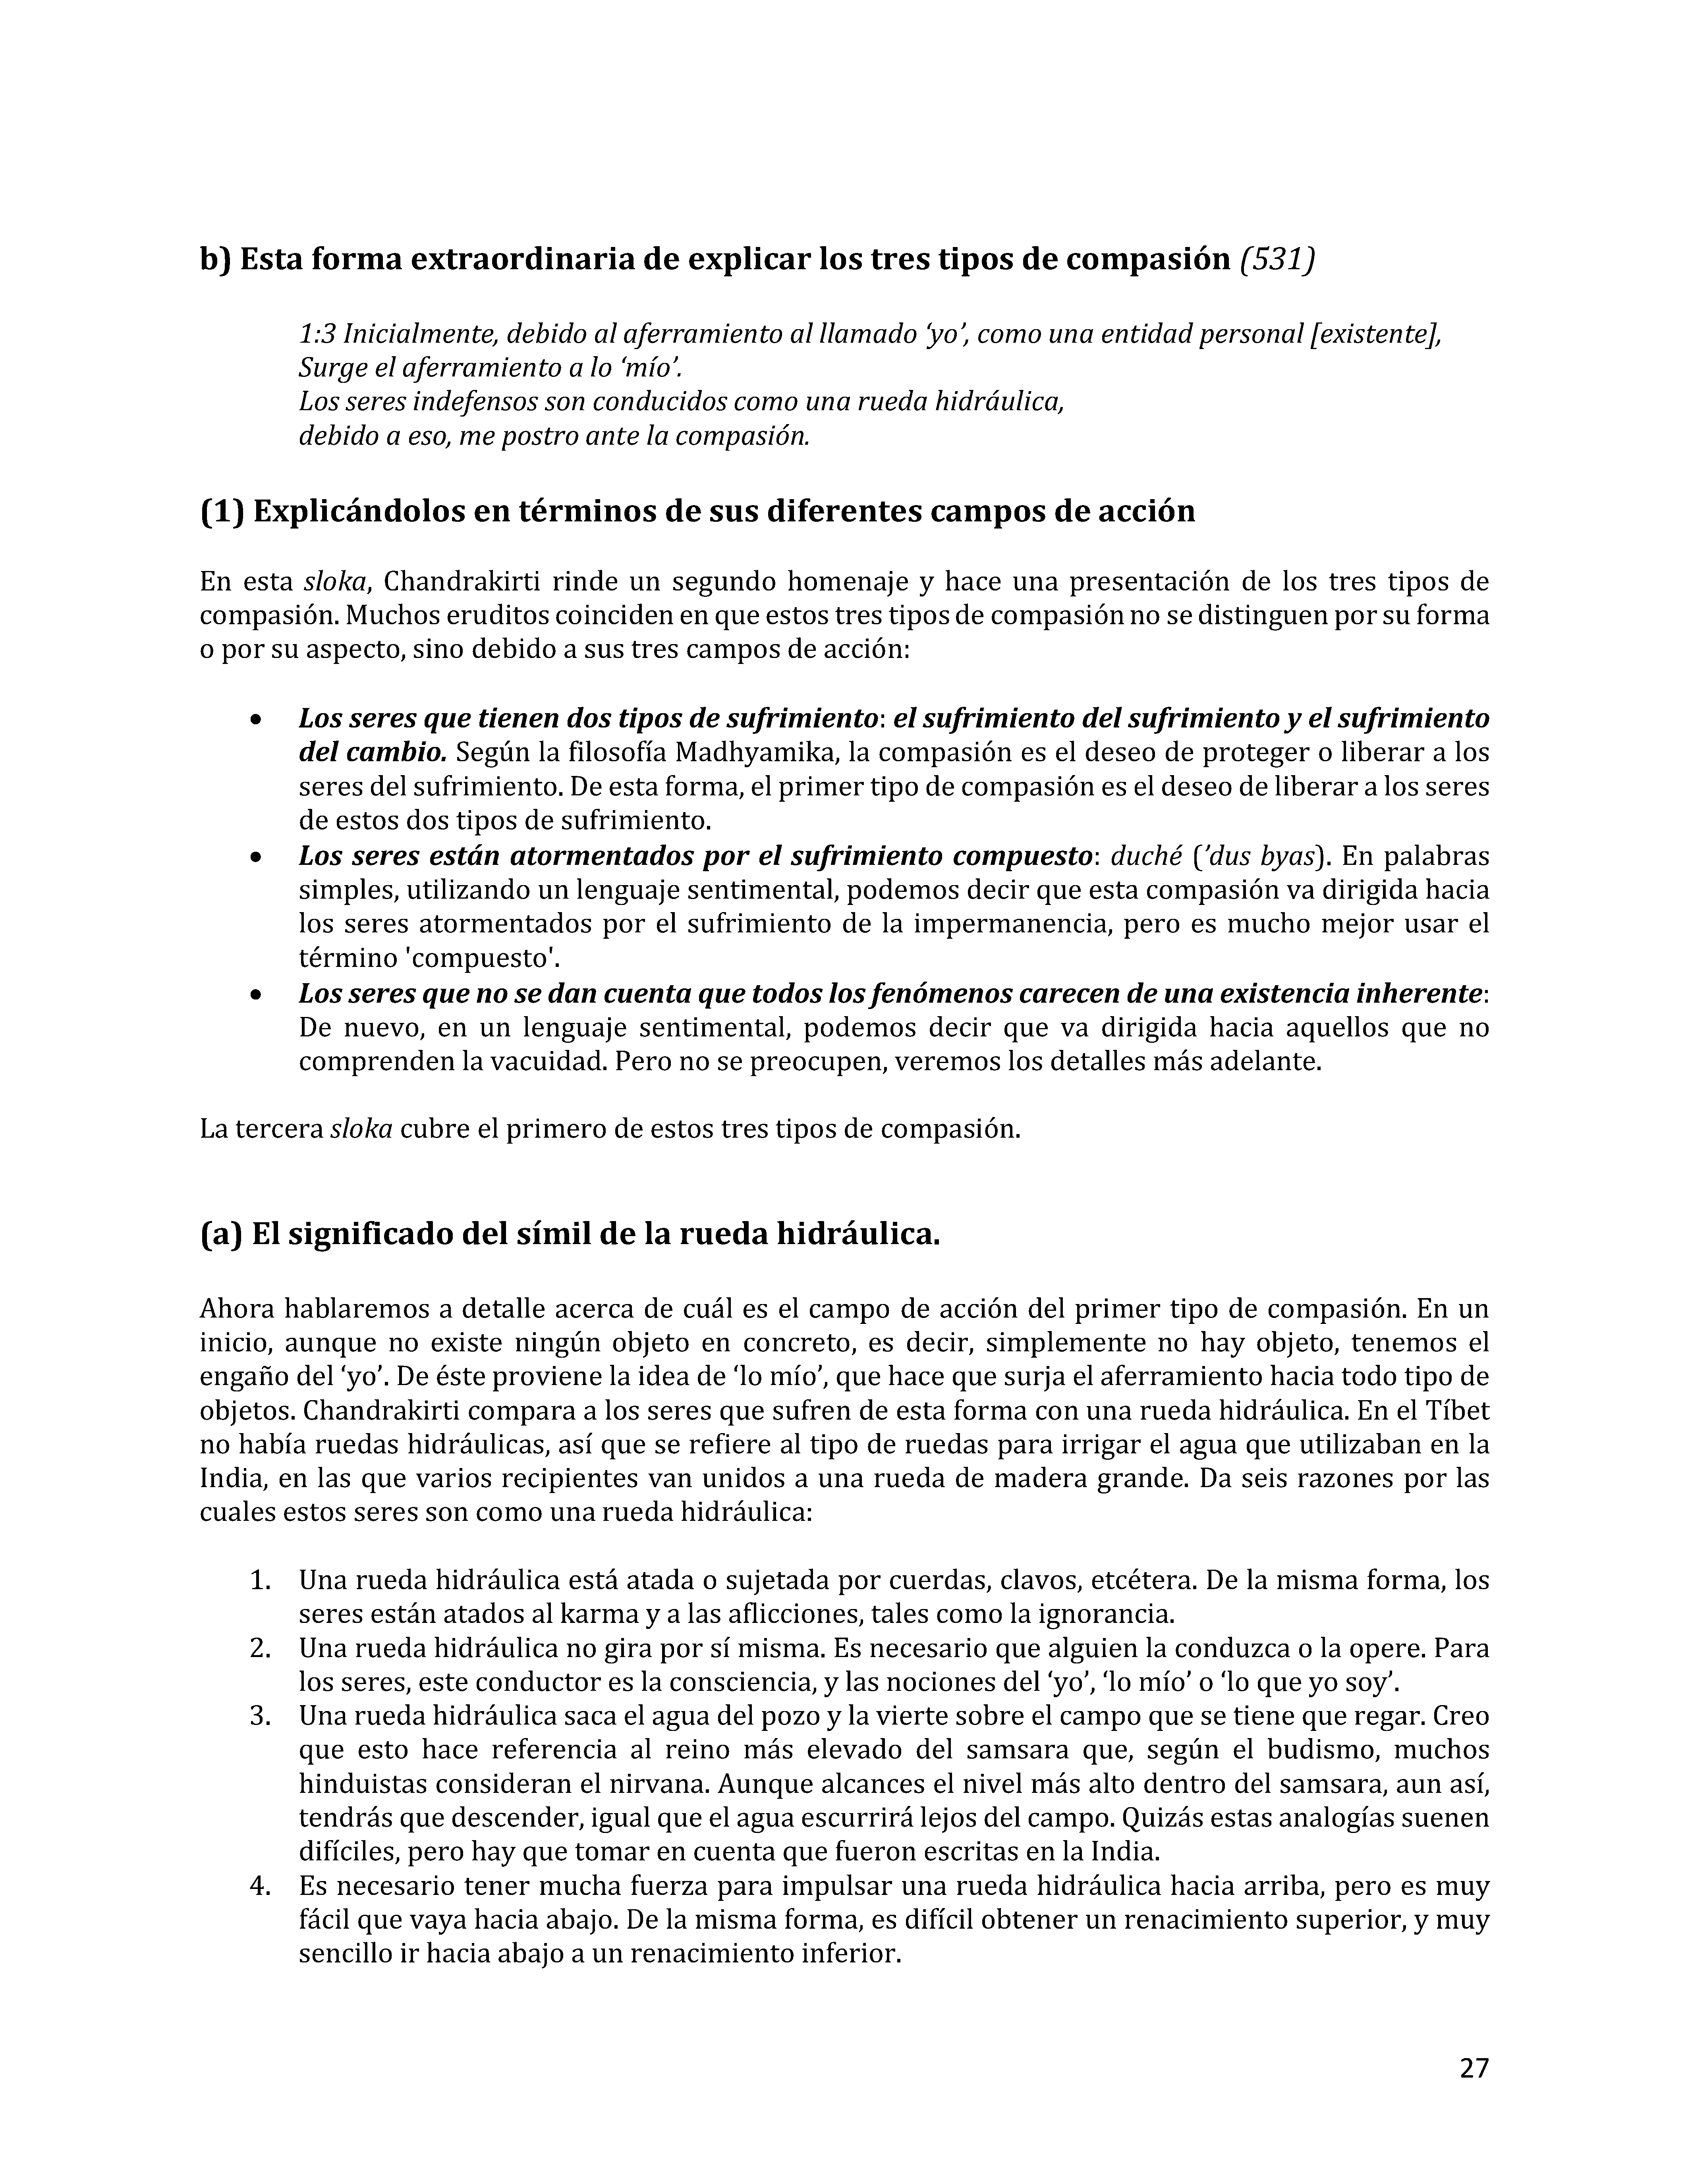 b) Esta forma extraordinaria de explicar los tres tipos de compasión (531)
1:3 Inicialmente, debido al aferramiento al llamado ‘yo’, como una entidad personal [existente],
Surge el aferramiento a lo ‘mío’.
Los seres indefensos son conducidos como una rueda hidráulica,
debido a eso, me postro ante la compasión.
(1) Explicándolos en términos de sus diferentes campos de acción
En esta sloka, Chandrakirti rinde un segundo homenaje y hace una presentación de los tres tipos de
compasión. Muchos eruditos coinciden en que estos tres tipos de compasión no se distinguen por su forma
o por su aspecto, sino debido a sus tres campos de acción:
• Los seres que tienen dos tipos de sufrimiento: el sufrimiento del sufrimiento y el sufrimiento
del cambio. Según la filosofía Madhyamika, la compasión es el deseo de proteger o liberar a los
seres del sufrimiento. De esta forma, el primer tipo de compasión es el deseo de liberar a los seres
de estos dos tipos de sufrimiento.
• Los seres están atormentados por el sufrimiento compuesto: duché (’dus byas). En palabras
simples, utilizando un lenguaje sentimental, podemos decir que esta compasión va dirigida hacia
los seres atormentados por el sufrimiento de la impermanencia, pero es mucho mejor usar el
término 'compuesto'.
• Los seres que no se dan cuenta que todos los fenómenos carecen de una existencia inherente:
De nuevo, en un lenguaje sentimental, podemos decir que va dirigida hacia aquellos que no
comprenden la vacuidad. Pero no se preocupen, veremos los detalles más adelante.
La tercera sloka cubre el primero de estos tres tipos de compasión.
(a) El significado del símil de la rueda hidráulica.
Ahora hablaremos a detalle acerca de cuál es el campo de acción del primer tipo de compasión. En un
inicio, aunque no existe ningún objeto en concreto, es decir, simplemente no hay objeto, tenemos el
engaño del ‘yo’. De éste proviene la idea de ‘lo mío’, que hace que surja el aferramiento hacia todo tipo de
objetos. Chandrakirti compara a los seres que sufren de esta forma con una rueda hidráulica. En el Tíbet
no había ruedas hidráulicas, así que se refiere al tipo de ruedas para irrigar el agua que utilizaban en la
India, en las que varios recipientes van unidos a una rueda de madera grande. Da seis razones por las
cuales estos seres son como una rueda hidráulica:
1. Una rueda hidráulica está atada o sujetada por cuerdas, clavos, etcétera. De la misma forma, los
seres están atados al karma y a las aflicciones, tales como la ignorancia.
2. Una rueda hidráulica no gira por sí misma. Es necesario que alguien la conduzca o la opere. Para
los seres, este conductor es la consciencia, y las nociones del ‘yo’, ‘lo mío’ o ‘lo que yo soy’.
3. Una rueda hidráulica saca el agua del pozo y la vierte sobre el campo que se tiene que regar. Creo
que esto hace referencia al reino más elevado del samsara que, según el budismo, muchos
hinduistas consideran el nirvana. Aunque alcances el nivel más alto dentro del samsara, aun así,
tendrás que descender, igual que el agua escurrirá lejos del campo. Quizás estas analogías suenen
difíciles, pero hay que tomar en cuenta que fueron escritas en la India.
4. Es necesario tener mucha fuerza para impulsar una rueda hidráulica hacia arriba, pero es muy
fácil que vaya hacia abajo. De la misma forma, es difícil obtener un renacimiento superior, y muy
sencillo ir hacia abajo a un renacimiento inferior.
27